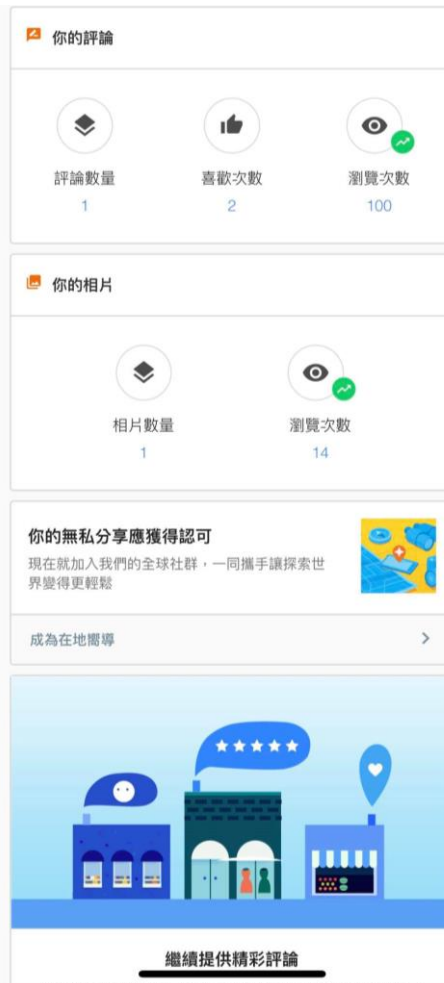 你的評論
評論數量 喜歡次數 瀏覽次數
1 2 100
你的相片
相片數量 瀏覽次數
1 14
你的無私分享應獲得認可
現在就加入我們的全球社群，一同攜手讓探索世
界變得更輕鬆
成為在地嚮導
繼續提供精彩評論